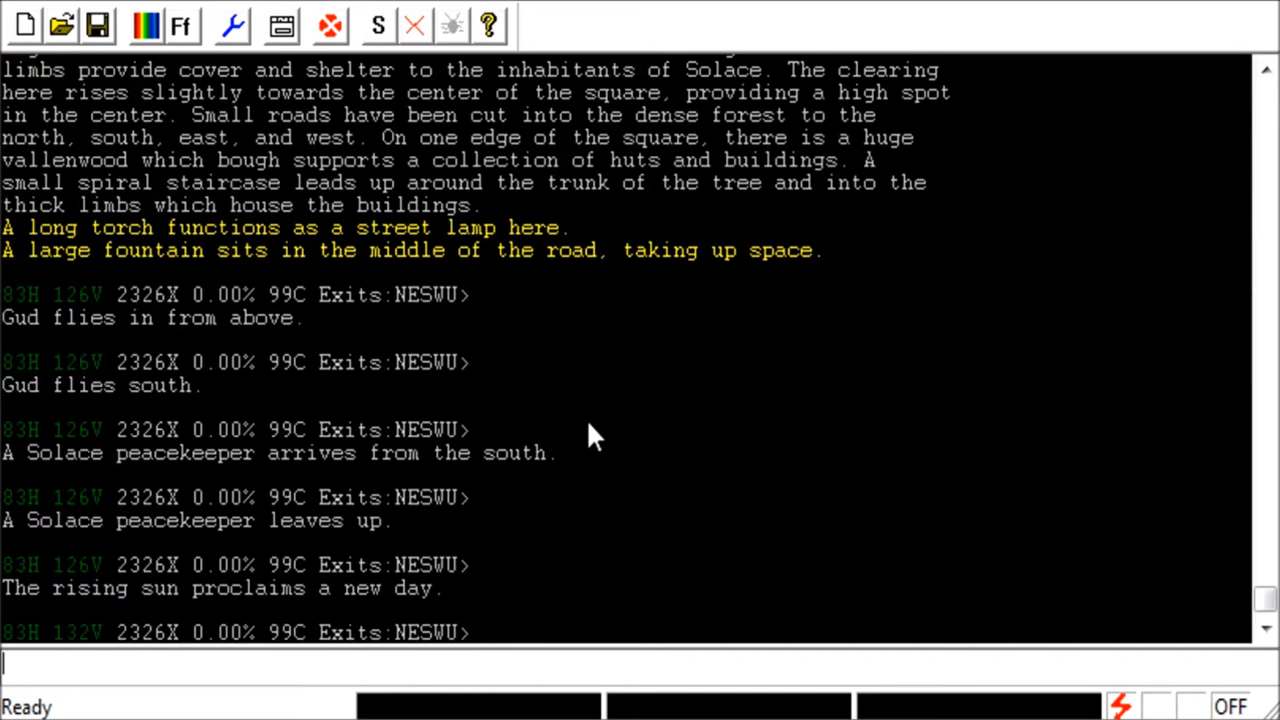 Ff
S
limbs provide cover and shelter to the inhabitants of Solace. The clearing
here rises slightly towards the center of the square, providing a high spot
in the center. Small roads have been cut into the dense forest to the
north, south, east, and west. On one edge of the square, there is a huge
vallenwood which bough supports a collection of huts and buildings. A
small spiral staircase leads up around the trunk of the tree and into the
thick limbs which house the buildings.
A long torch functions as a street lamp here.
A large fountain sits in the middle of the road, taking up space.
83H 126V 2326X 0.00% 99C Exits:NESWU>
Gud flies in from above.
83H 126V 2326X 0.00% 99C Exits:NESWU>
Gud flies south.
83H 126V 2326X 0.00% 99C Exits:NESWU>
A Solace peacekeeper arrives from the south.
83H 126V 2326X 0.00% 99C Exits:NESWU>
A Solace peacekeeper leaves up.
83H 126V 2326X 0.00% 99C Exits:NESWU>
The rising sun proclaims a new day.
83H 132V 2326X 0.00% 99C Exits:NESWU>
Ready
OFF